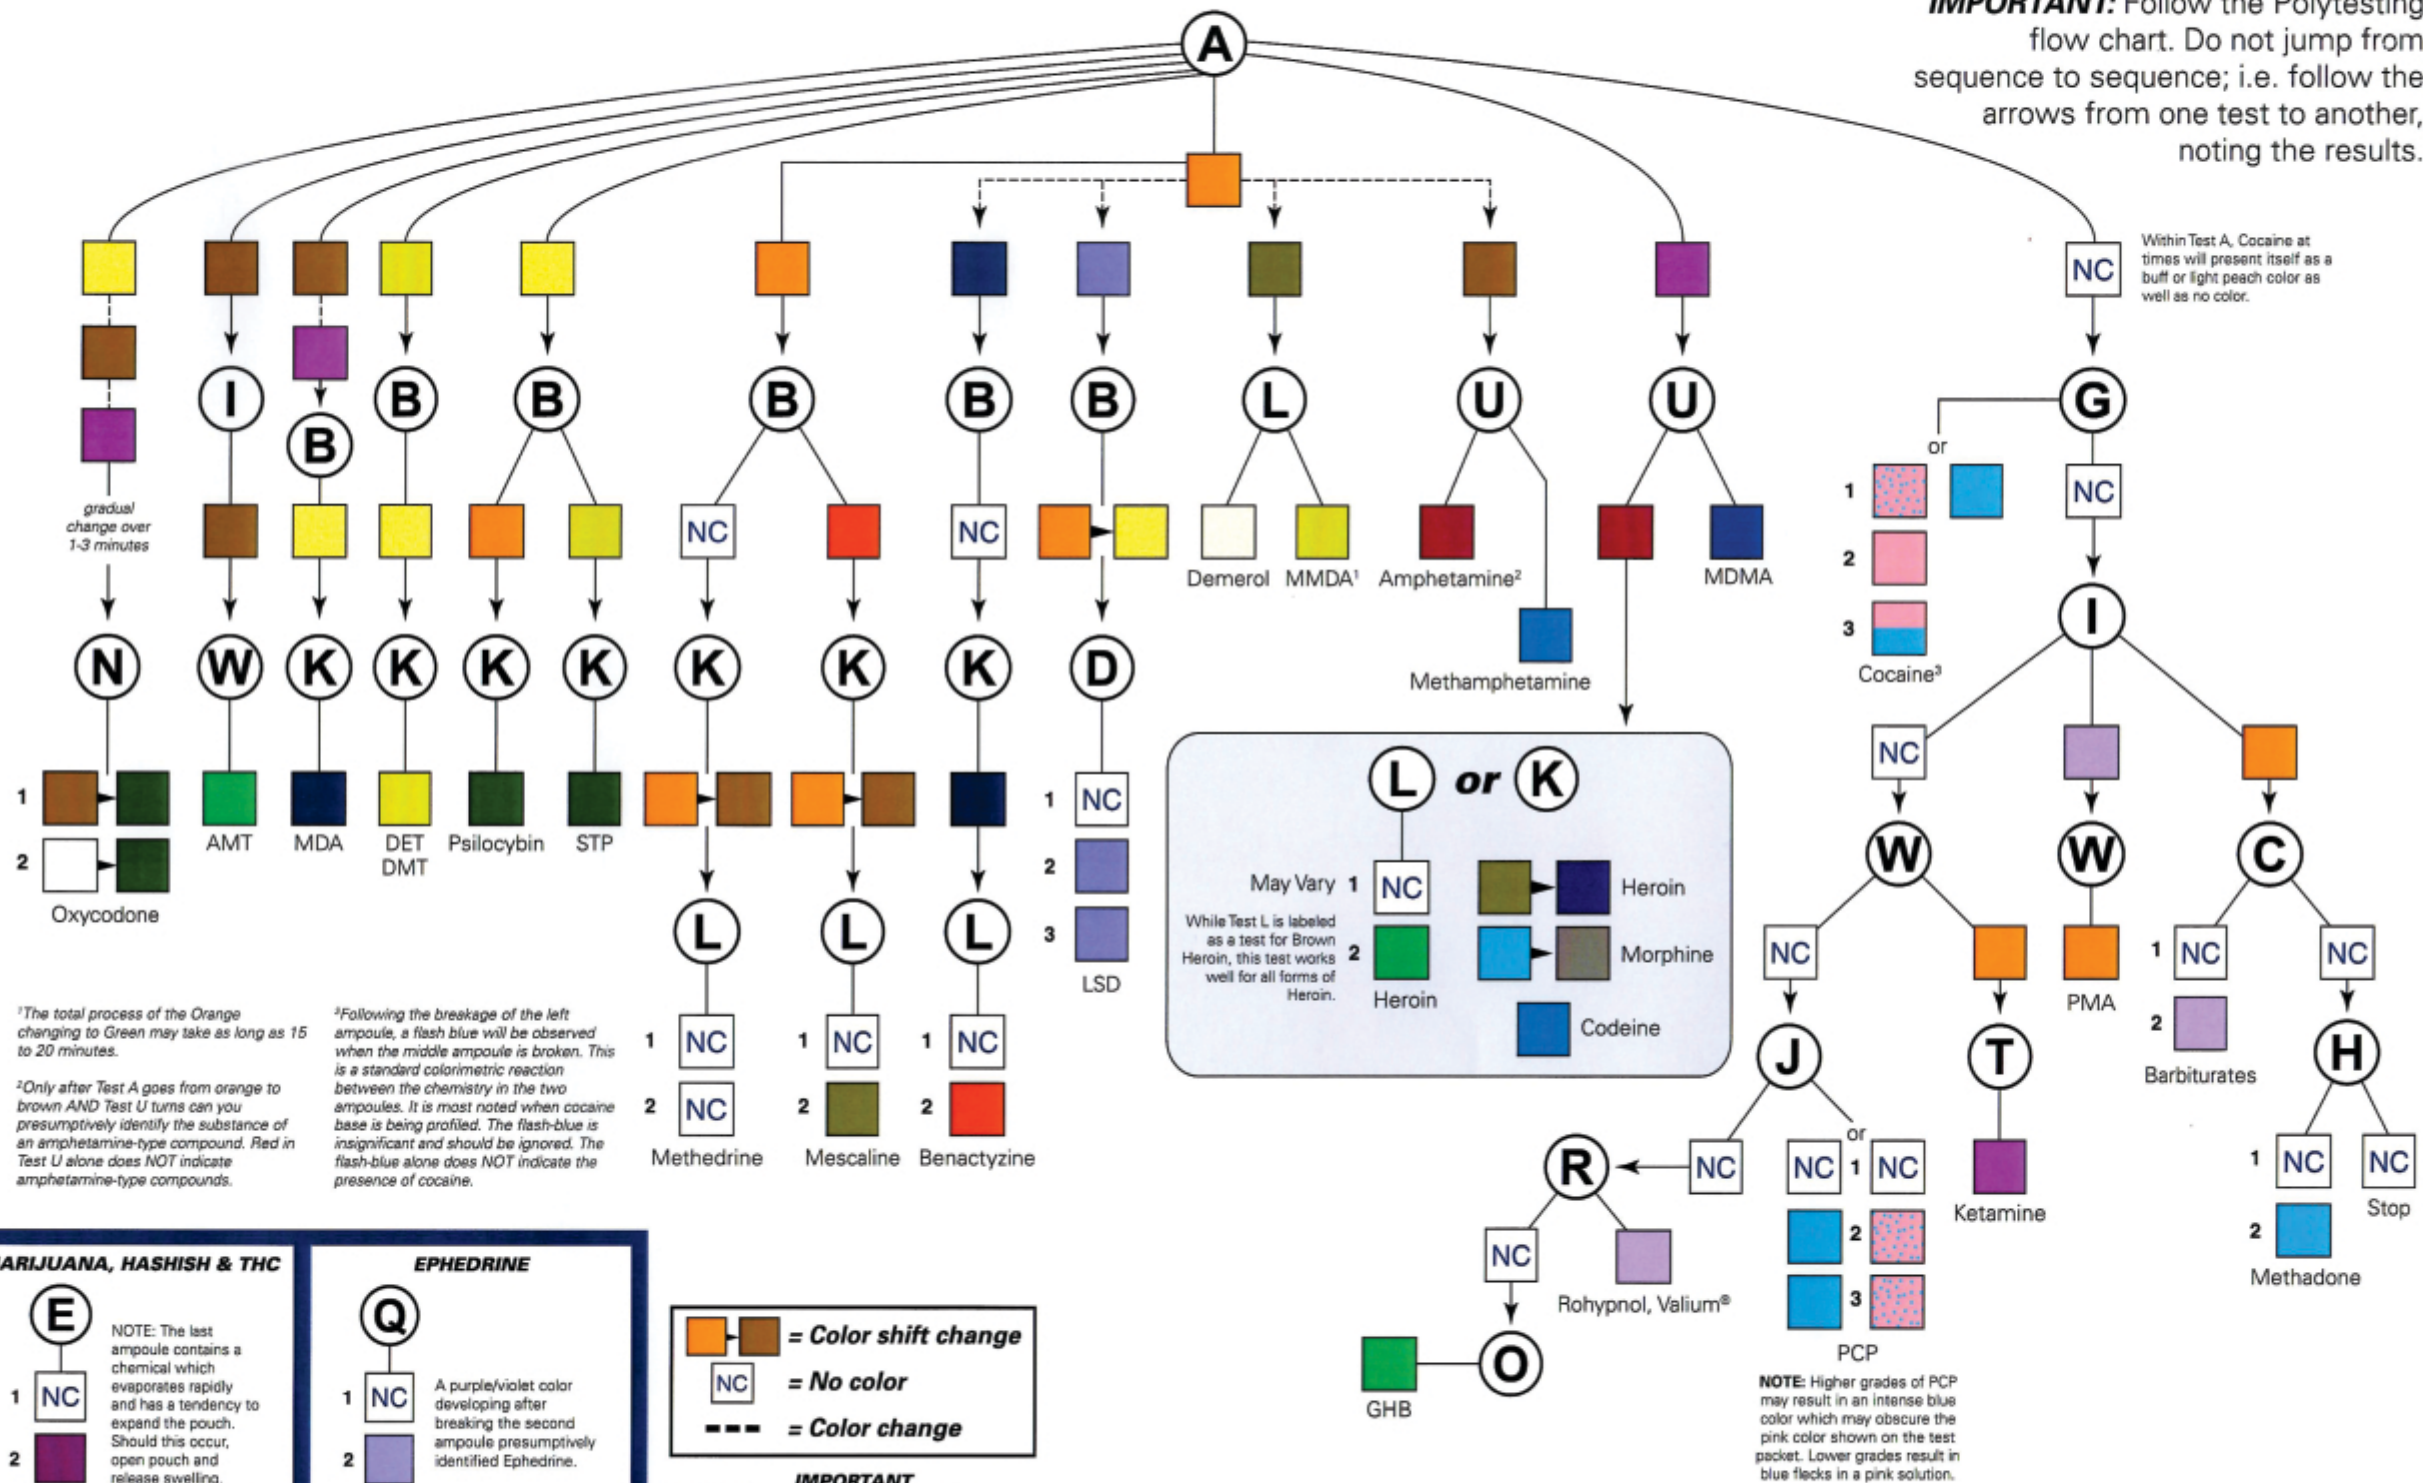 A
IMPORTANT: Follow the Polytesting
flow chart. Do not jump from
sequence to sequence; i.e. follow the
arrows from one test to another,
noting the results.
NC
Within Test A, Cocaine at
times will present itself as a
buff or light peach color as
well as no color.
I
B
B
B
B
B
B
L
U
U
G
or
gradual
change over
1-3 minutes
NC
NC
1
NC
Demerol
MMDA¹
Amphetamine²
MDMA
2
3
Cocaine³
I
N
W
K
K
K
K
K
K
K
D
Methamphetamine
NC
1
2
Oxycodone
AMT
MDA
DET
DMT
Psilocybin
STP
1
NC
2
3
LSD
L or K
May Vary
1
NC
Heroin
While Test L is labeled
as a test for Brown
Heroin, this test works
well for all forms of
Heroin.
2
Heroin
Morphine
Codeine
W
W
C
L
L
L
NC
PMA
1
NC
2
Barbiturates
NC
¹The total process of the Orange
changing to Green may take as long as 15
to 20 minutes.
²Only after Test A goes from orange to
brown AND Test U turns can you
presumptively identify the substance of
an amphetamine-type compound. Red in
Test U alone does NOT indicate
amphetamine-type compounds.
³Following the breakage of the left
ampoule, a flash blue will be observed
when the middle ampoule is broken. This
is a standard colorimetric reaction
between the chemistry in the two
ampoules. It is most noted when cocaine
base is being profiled. The flash-blue is
insignificant and should be ignored. The
flash-blue alone does NOT indicate the
presence of cocaine.
1
NC
2
NC
Methedrine
1
NC
2
Mescaline
1
NC
2
Benactyzine
J
T
H
R
NC
or
NC
1
NC
2
3
PCP
Ketamine
1
NC
NC
2
Stop
Methadone
NC
Rohypnol, Valium®
O
GHB
NOTE: Higher grades of PCP
may result in an intense blue
color which may obscure the
pink color shown on the test
packet. Lower grades result in
blue flecks in a pink solution.
ARIJUANA, HASHISH & THC
E
1
NC
2
NOTE: The last
ampoule contains a
chemical which
evaporates rapidly
and has a tendency to
expand the pouch.
Should this occur,
open pouch and
release swelling.
EPHEDRINE
Q
1
NC
2
A purple/violet color
developing after
breaking the second
ampoule presumptively
identified Ephedrine.
= Color shift change
NC
= No color
= Color change
IMPORTANT